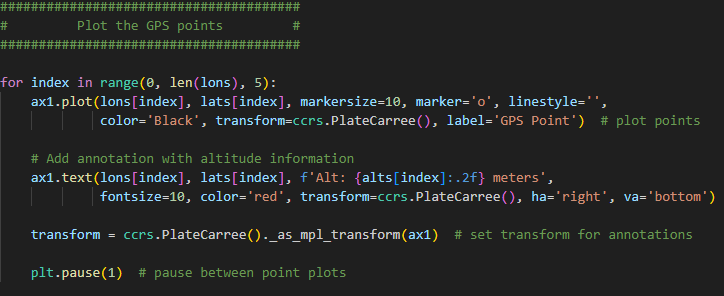 #######################################
#         Plot the GPS points         #
#######################################
for index in range(0, len(lons), 5):
    ax1.plot(lons[index], lats[index], markersize=10, marker='o', linestyle='',
             color='Black', transform=ccrs.PlateCarree(), label='GPS Point')  # plot points
    # Add annotation with altitude information
    ax1.text(lons[index], lats[index], f'Alt: {alts[index]:.2f} meters',
             fontsize=10, color='red', transform=ccrs.PlateCarree(), ha='right', va='bottom')
    transform = ccrs.PlateCarree()._as_mpl_transform(ax1)  # set transform for annotations
    plt.pause(1)  # pause between point plots